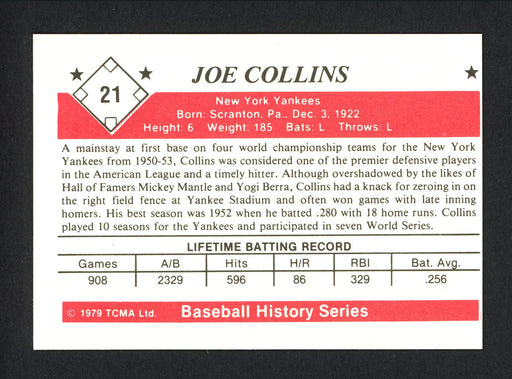 21
JOE COLLINS
New York Yankees
Born: Scranton, Pa., Dec. 3, 1922
Height: 6 Weight: 185 Bats: L Throws: L
A mainstay at first base on four world championship teams for the New York
Yankees from 1950-53, Collins was considered one of the premier defensive players
in the American League and a timely hitter. Although overshadowed by the likes of
Hall of Famers Mickey Mantle and Yogi Berra, Collins had a knack for zeroing in on
the right field fence at Yankee Stadium and often won games with late inning
homers. His best season was 1952 when he batted .280 with 18 home runs. Collins
played 10 seasons for the Yankees and participated in seven World Series.
LIFETIME BATTING RECORD
Games A/B Hits H/R RBI Bat. Avg.
908 2329 596 86 329 .256
© 1979 TCMA Ltd. Baseball History Series